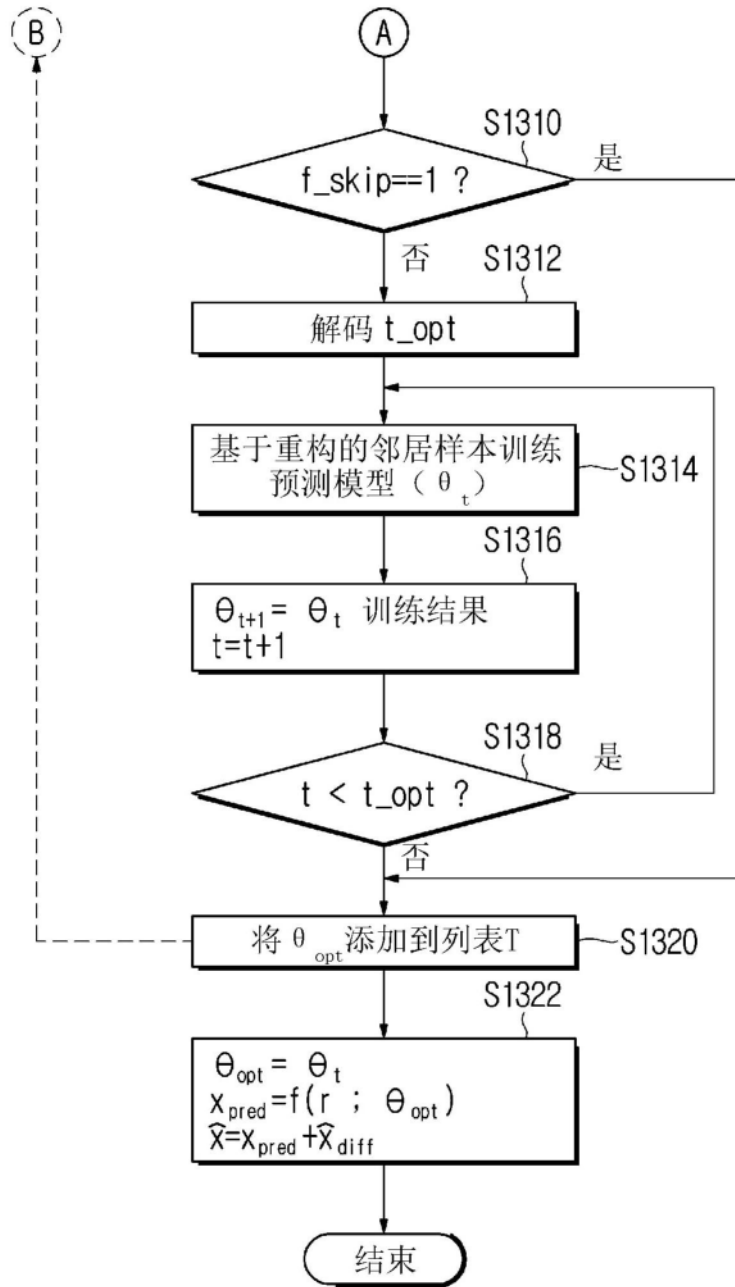 B
A
S1310
f_skip==1 ?
是
否
S1312
解码 t_opt
基于重构的邻居样本训练
预测模型（θt）
S1314
S1316
θt+1= θt 训练结果
t=t+1
S1318
t < t_opt ?
是
否
将θopt添加到列表T
S1320
S1322
θopt= θt
xpred=f(r ; θopt)
x̂=xpred+x̂diff
结束